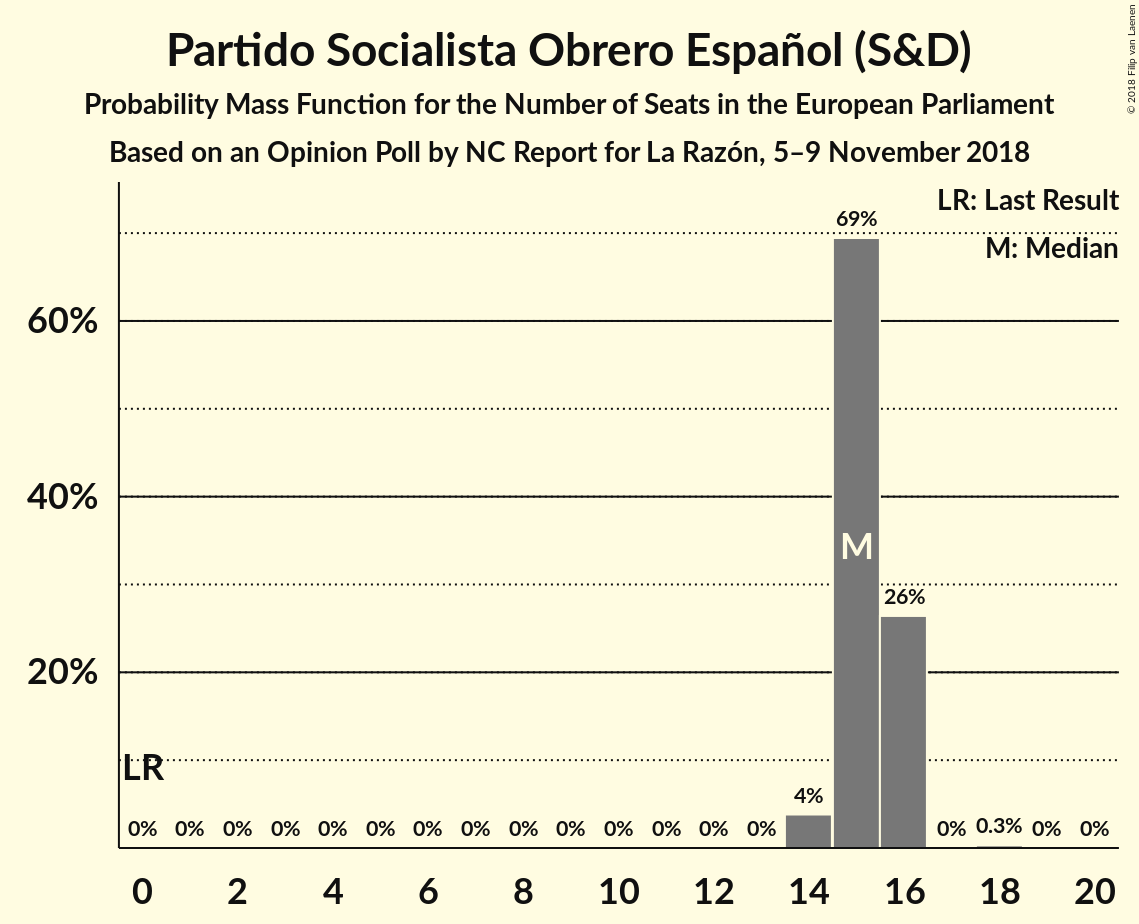 Partido Socialista Obrero Español (S&D)
Probability Mass Function for the Number of Seats in the European Parliament
Based on an Opinion Poll by NC Report for La Razón, 5–9 November 2018
© 2018 Filip van Laenen
LR: Last Result
M: Median
69%
60%
40%
M
26%
20%
LR
4%
0% 0% 0% 0% 0% 0% 0% 0% 0% 0% 0% 0% 0% 0% 0% 0.3% 0% 0%
0 2 4 6 8 10 12 14 16 18 20